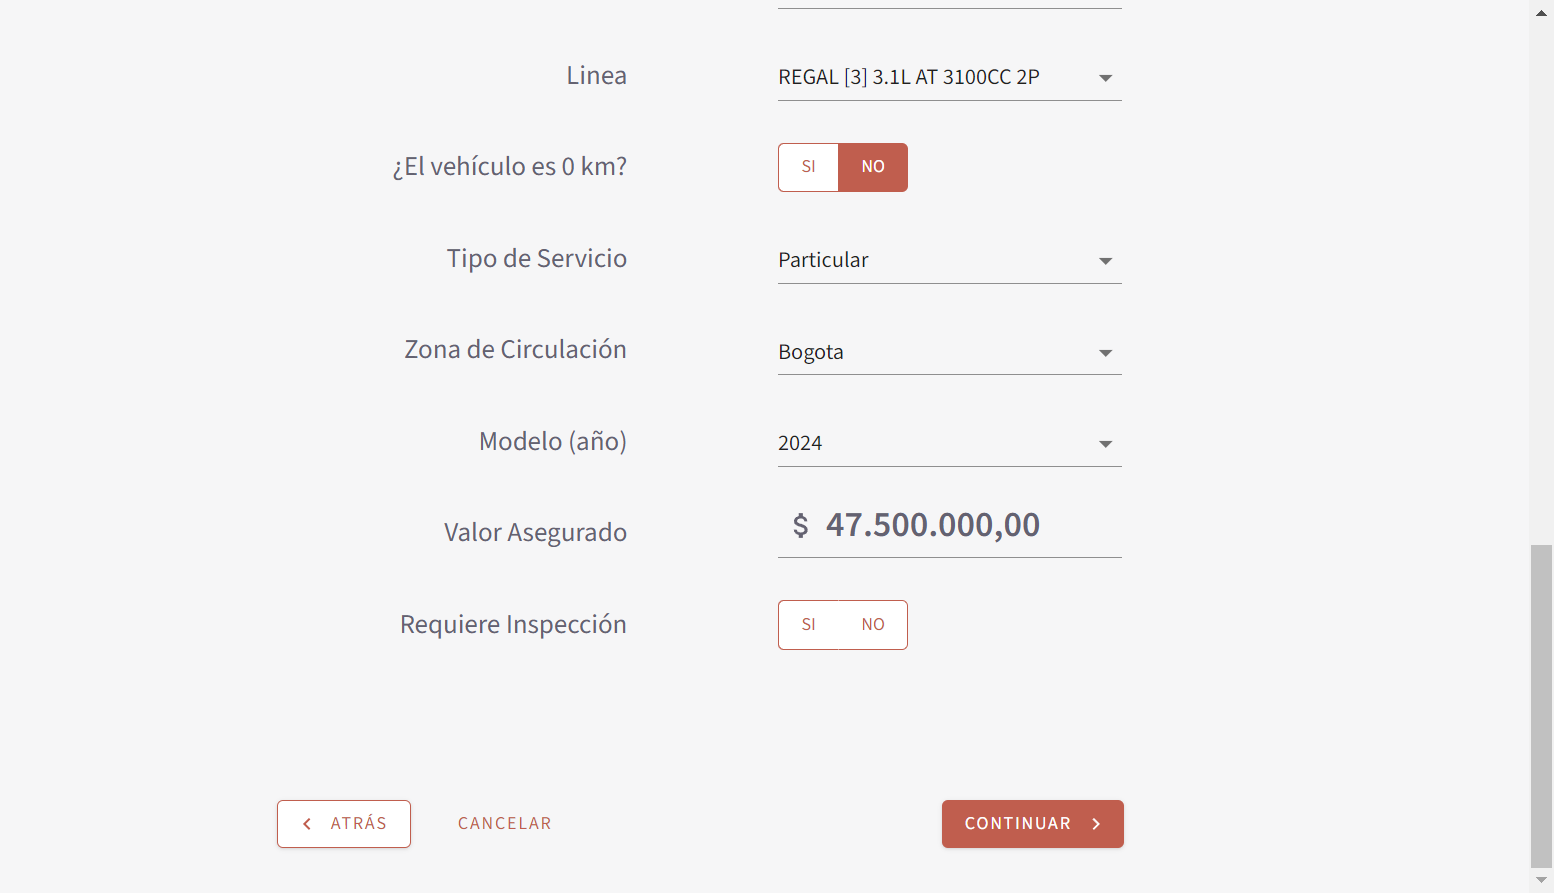 Linea
REGAL [3] 3.1L AT 3100CC 2P
¿El vehículo es 0 km?
SI NO
Tipo de Servicio
Particular
Zona de Circulación
Bogota
Modelo (año)
2024
Valor Asegurado
$ 47.500.000,00
Requiere Inspección
SI NO
ATRÁS
CANCELAR
CONTINUAR